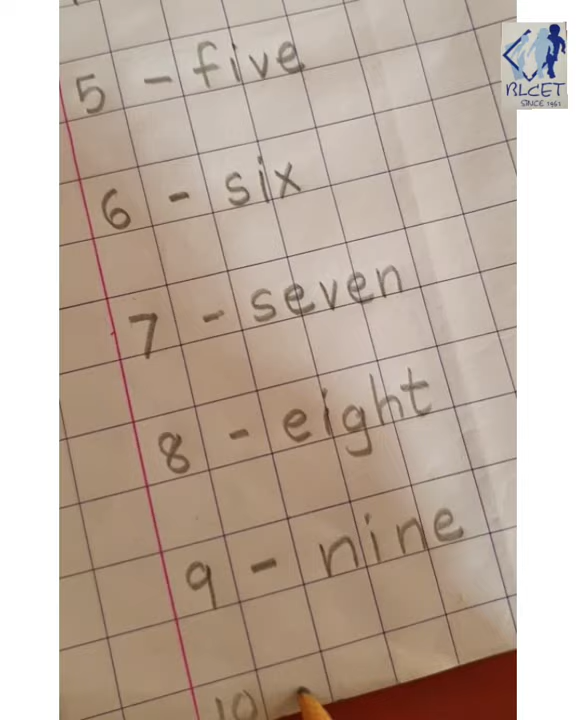 5 - five
6 - six
7 - seven
8 - eight
9 - nine
10
BLCET
SINCE 1961